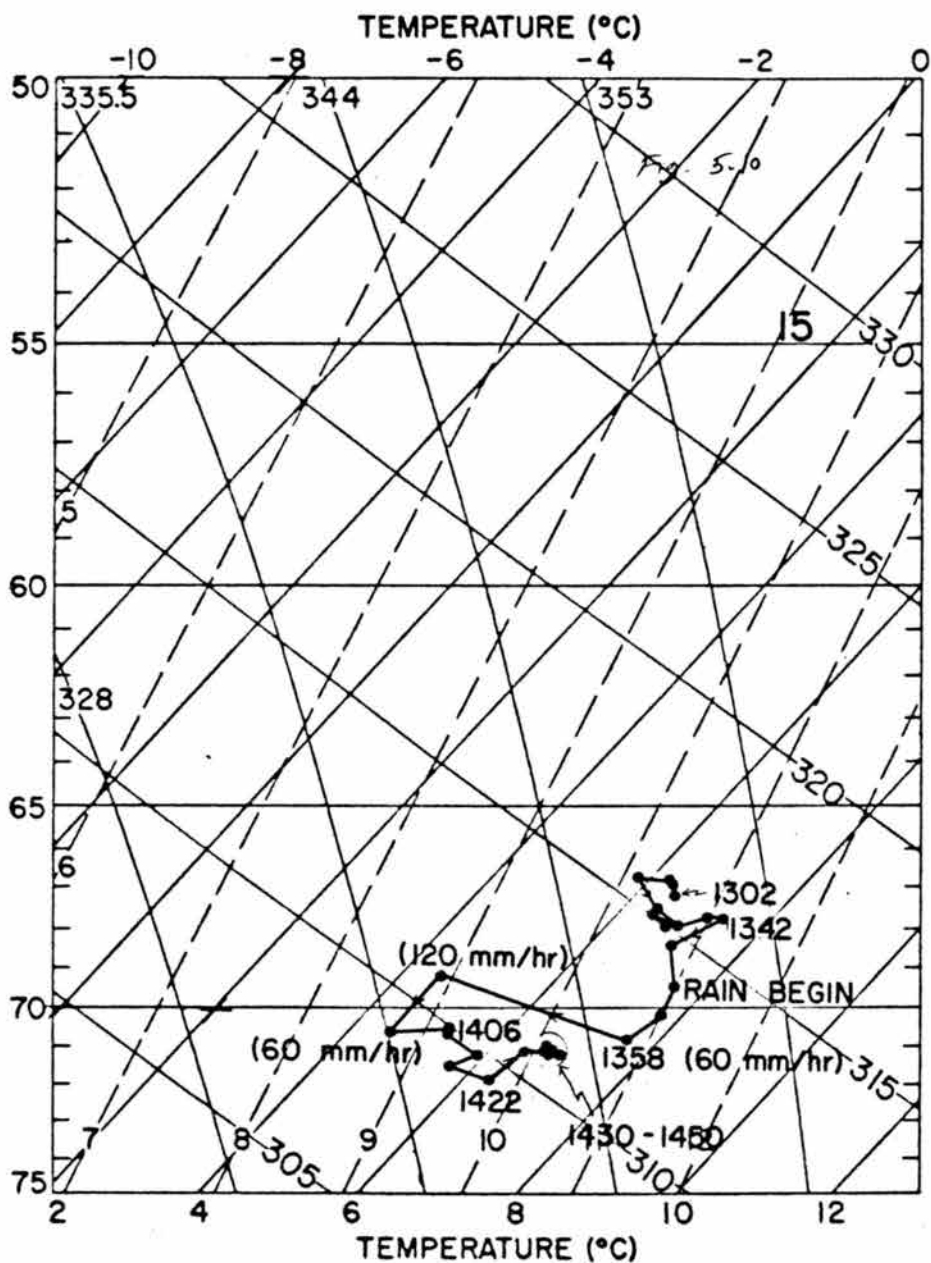 TEMPERATURE (°C)
-10 -8 -6 -4 -2 0
50 335.5 344 353
Fig. 5.10
15
55 330
5
325
60
328
320
65
6
1302
1342
(120 mm/hr)
RAIN BEGIN
70
1406
(60 mm/hr) 1358 (60 mm/hr)
315
1422
7 8 9 10 1430-1450
305 310
75
2 4 6 8 10 12
TEMPERATURE (°C)